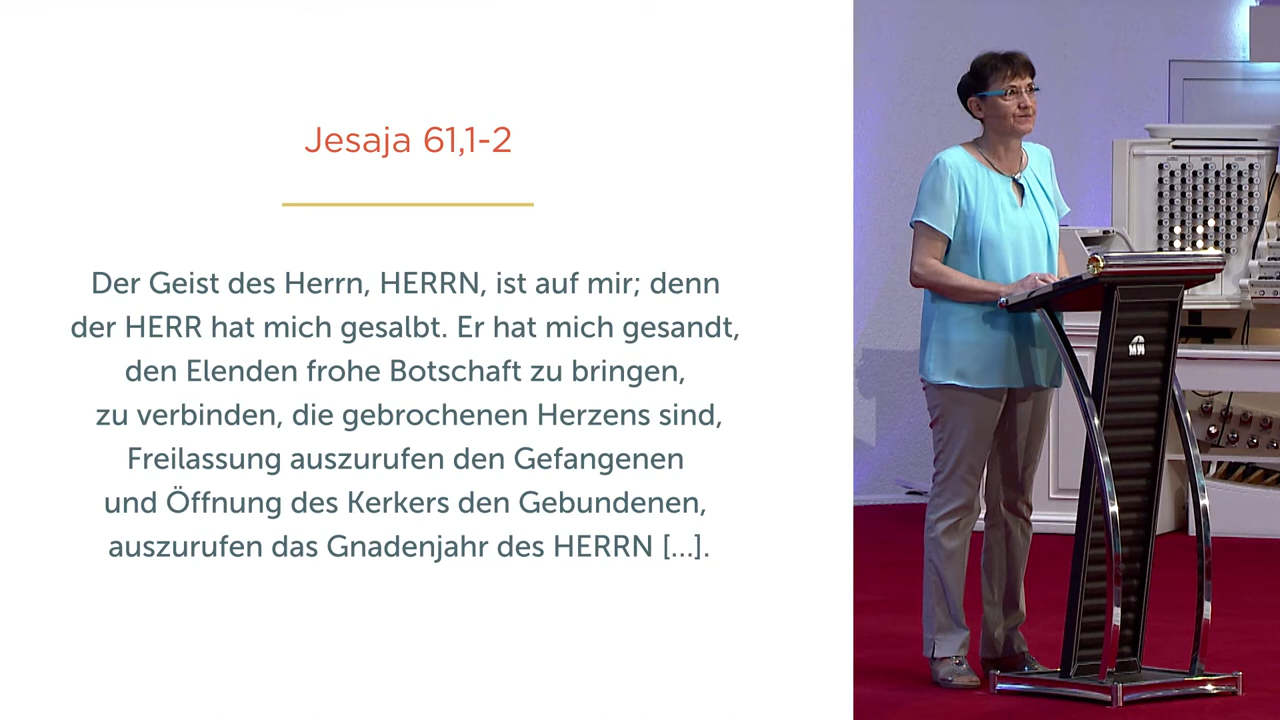 Jesaja 61,1-2
Der Geist des Herrn, HERRN, ist auf mir; denn
der HERR hat mich gesalbt. Er hat mich gesandt,
den Elenden frohe Botschaft zu bringen,
zu verbinden, die gebrochenen Herzens sind,
Freilassung auszurufen den Gefangenen
und Öffnung des Kerkers den Gebundenen,
auszurufen das Gnadenjahr des HERRN [...].
MW